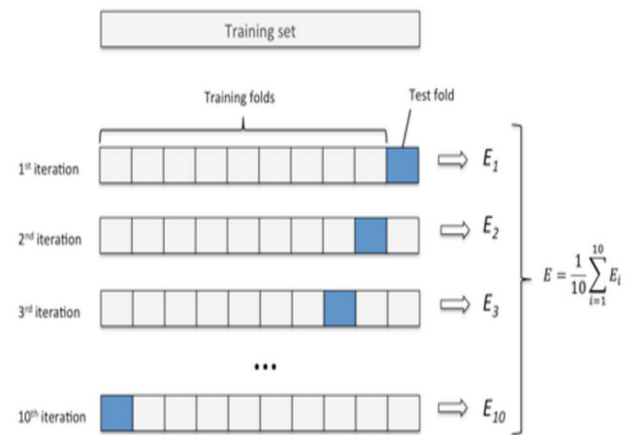 Training set
Training folds
Test fold
1st iteration
E1
2nd iteration
E2
3rd iteration
E3
E = 1/10 ∑ i=1 10 Ei
...
10th iteration
E10